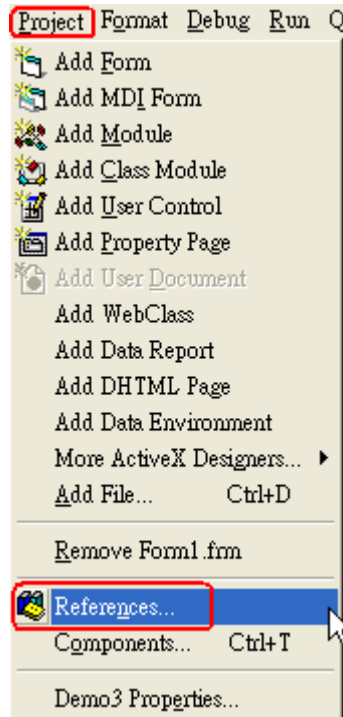 Project Format Debug Run Q
Add Form
Add MDI Form
Add Module
Add Class Module
Add User Control
Add Property Page
Add User Document
Add WebClass
Add Data Report
Add DHTML Page
Add Data Environment
More ActiveX Designers...
Add File... Ctrl+D
Remove Form1.frm
References...
Components... Ctrl+T
Demo3 Properties...